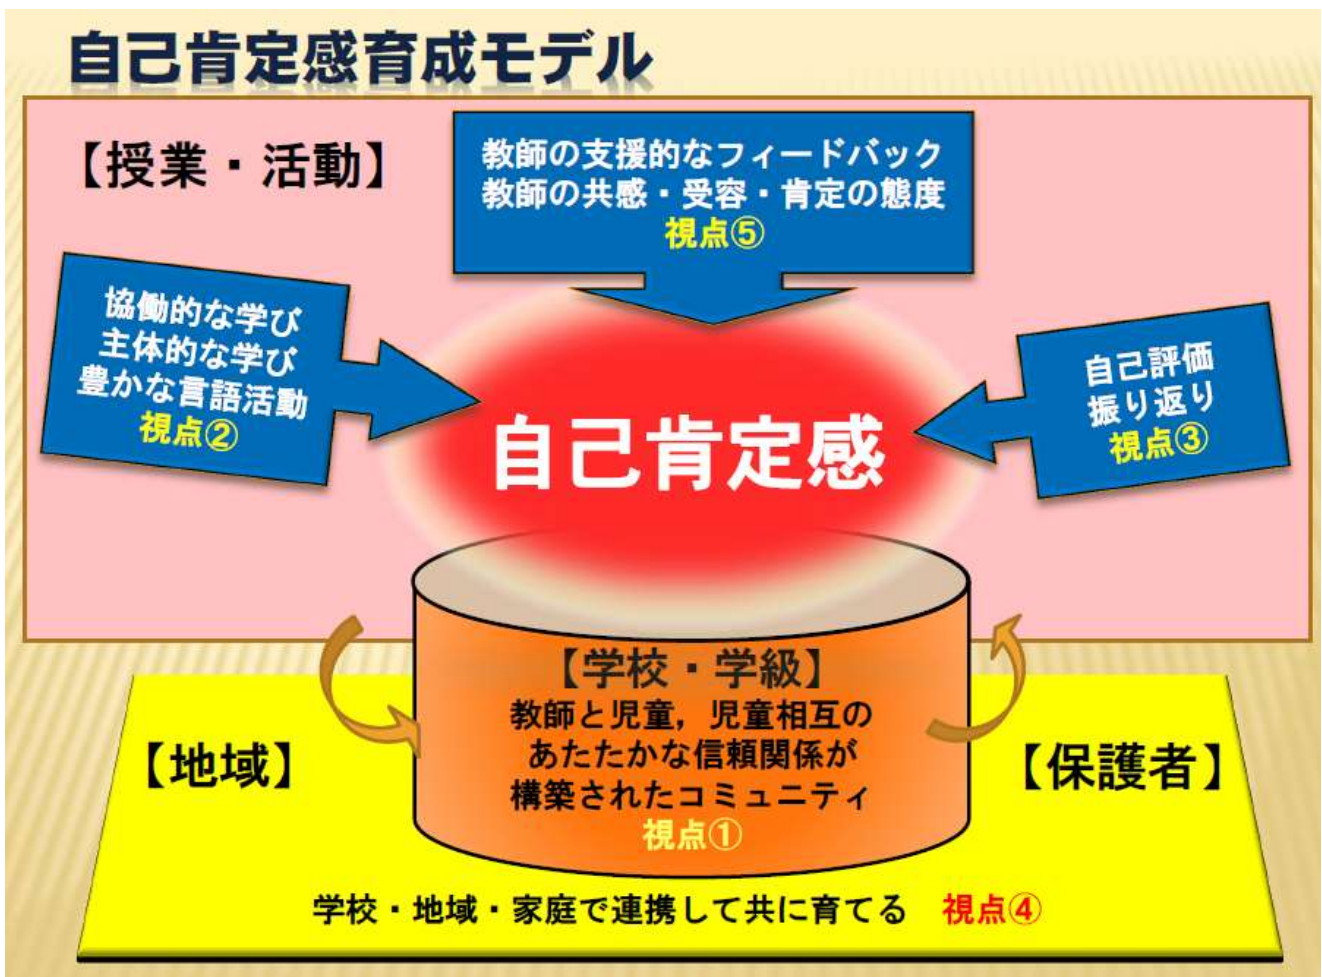 自己肯定感育成モデル
【授業・活動】
教師の支援的なフィードバック
教師の共感・受容・肯定の態度
視点⑤
協働的な学び
主体的な学び
豊かな言語活動
視点②
自己評価
振り返り
視点③
自己肯定感
【学校・学級】
教師と児童，児童相互の
あたたかな信頼関係が
構築されたコミュニティ
視点①
【地域】
【保護者】
学校・地域・家庭で連携して共に育てる　視点④